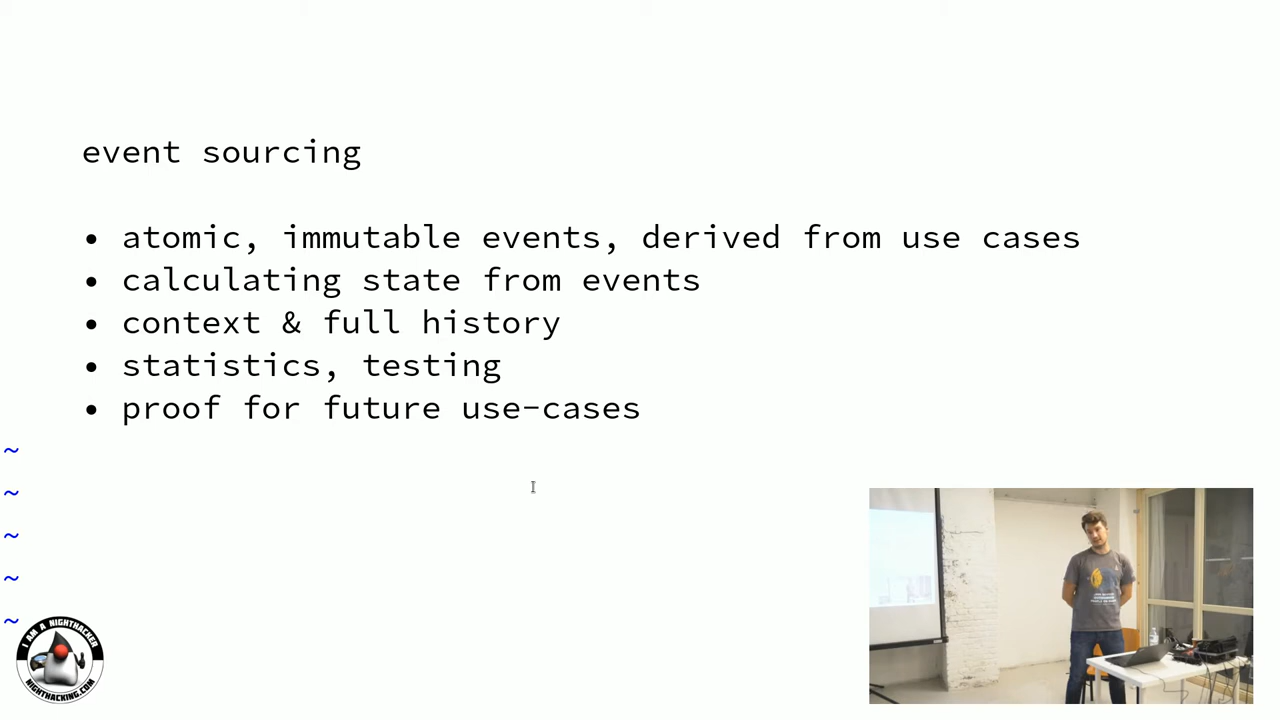 event sourcing
• atomic, immutable events, derived from use cases
• calculating state from events
• context & full history
• statistics, testing
• proof for future use-cases
~
~
~
~
~
I AM A NIGHTHACKER
NIGHTHACKING.COM